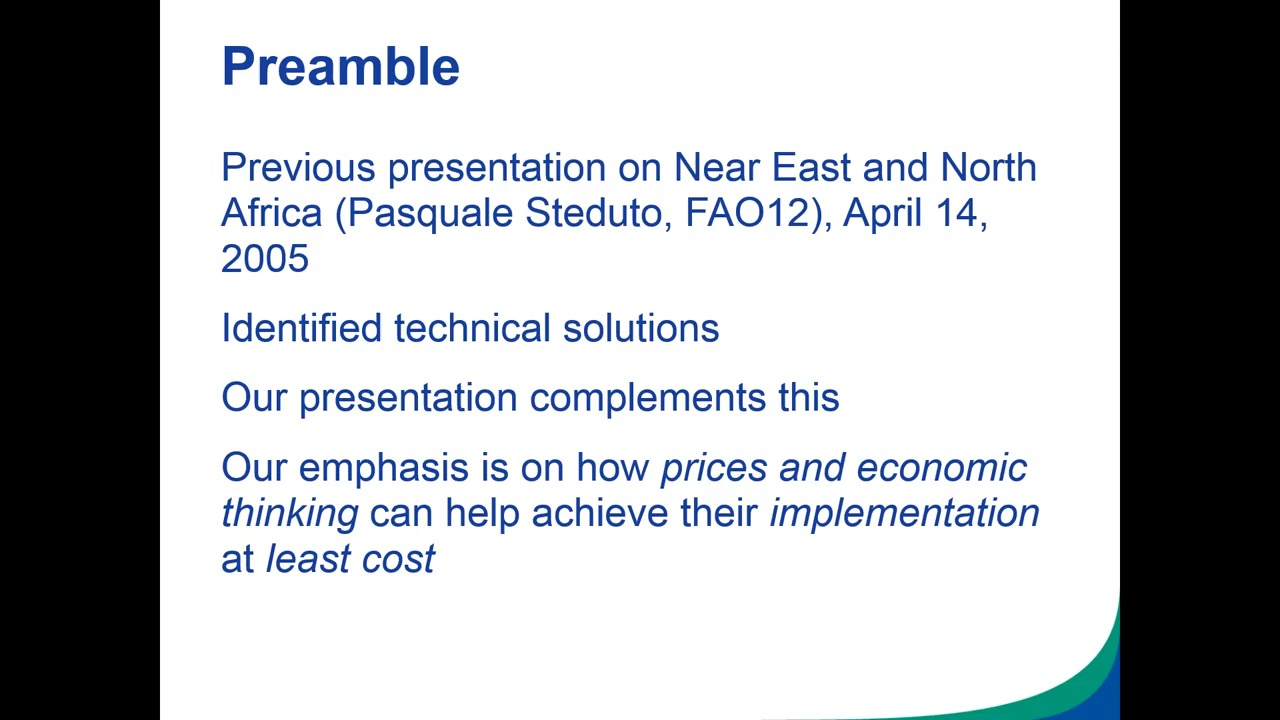 Preamble
Previous presentation on Near East and North
Africa (Pasquale Steduto, FAO12), April 14,
2005
Identified technical solutions
Our presentation complements this
Our emphasis is on how prices and economic
thinking can help achieve their implementation
at least cost